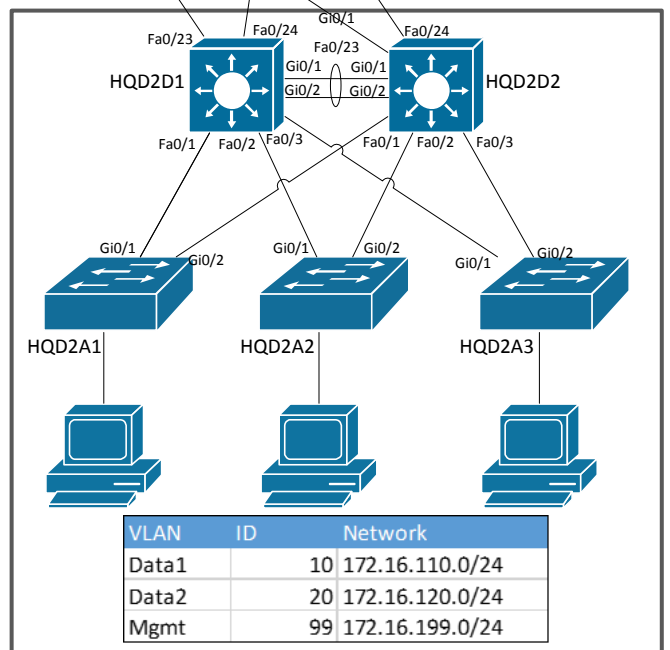 Gi0/1
Fa0/23 Fa0/24 Fa0/23 Fa0/24
HQD2D1 Gi0/1 Gi0/1 HQD2D2
Gi0/2 Gi0/2
Fa0/1 Fa0/2 Fa0/3 Fa0/1 Fa0/2 Fa0/3
Gi0/1 Gi0/2 Gi0/1 Gi0/2 Gi0/1 Gi0/2
HQD2A1 HQD2A2 HQD2A3
VLAN ID Network
Data1 10 172.16.110.0/24
Data2 20 172.16.120.0/24
Mgmt 99 172.16.199.0/24